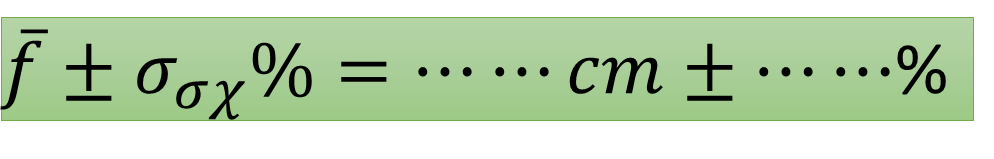 f̄ ± σ_σχ% = ⋯ ⋯ cm ± ⋯ ⋯%